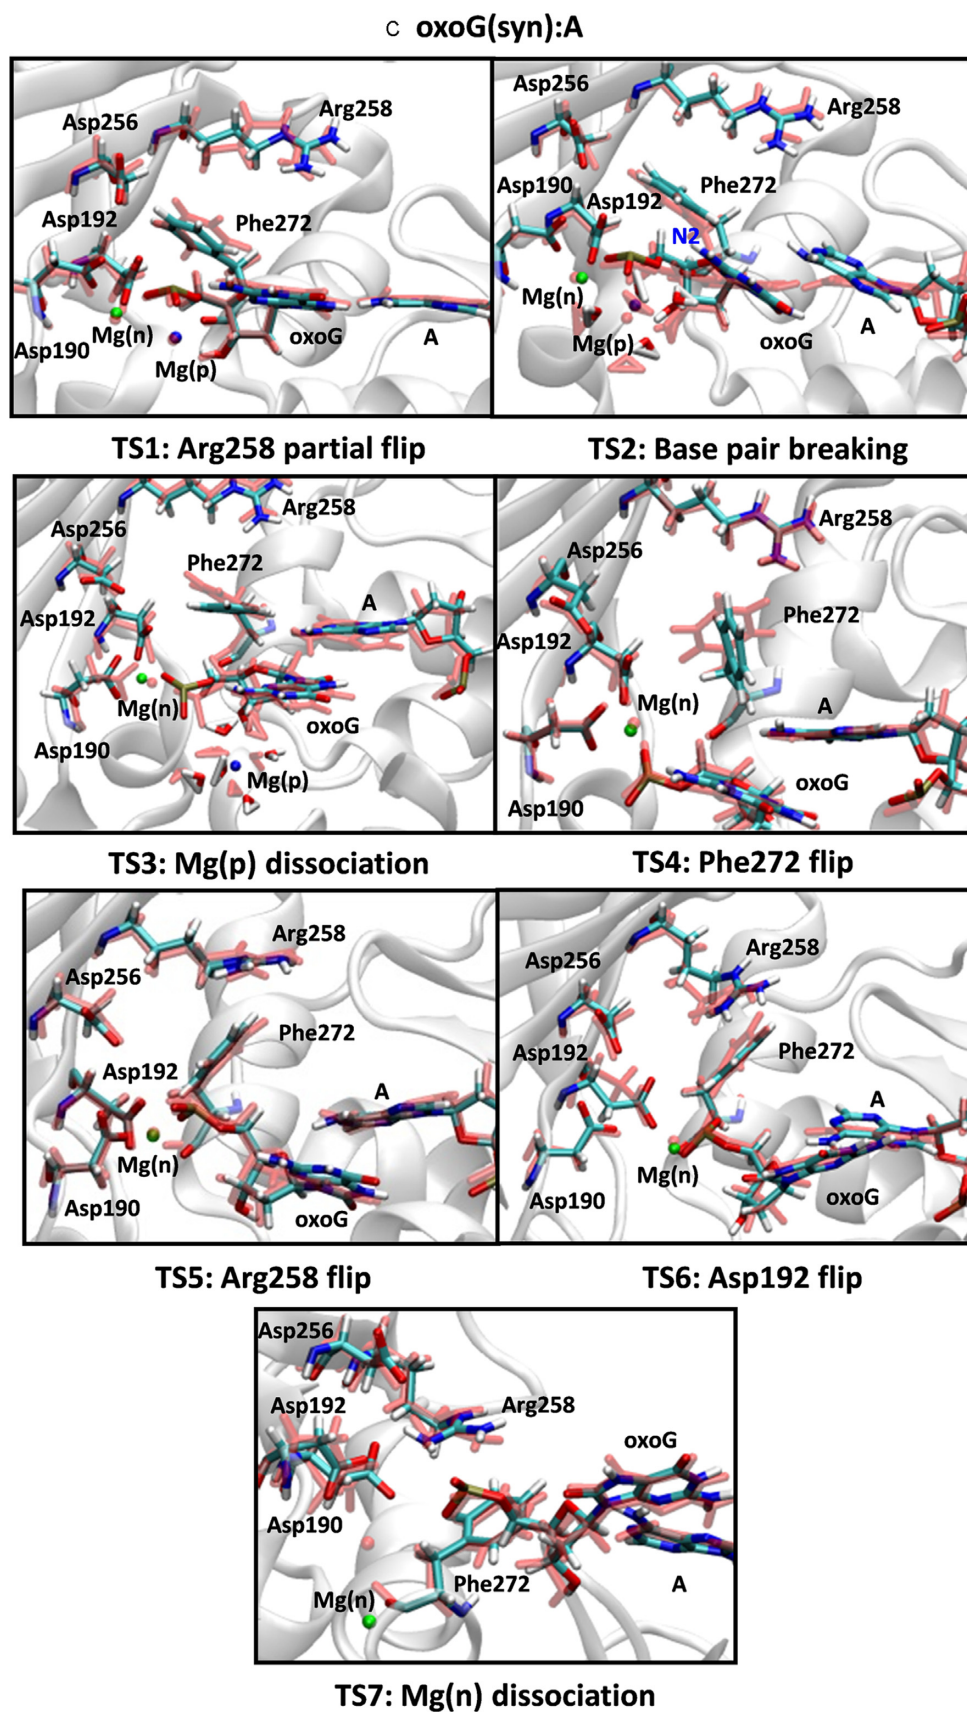 c oxoG(syn):A
Asp256
Arg258
Asp192
Phe272
Mg(n)
oxoG
A
Asp190
Mg(p)
Asp256
Arg258
Asp190
Asp192
Phe272
N2
Mg(n)
Mg(p)
oxoG
A
TS1: Arg258 partial flip
TS2: Base pair breaking
Arg258
Asp256
Phe272
A
Asp192
Mg(n)
oxoG
Asp190
Mg(p)
Arg258
Asp256
Phe272
Asp192
Mg(n)
A
oxoG
Asp190
TS3: Mg(p) dissociation
TS4: Phe272 flip
Arg258
Asp256
Phe272
Asp192
A
Mg(n)
Asp190
oxoG
Arg258
Asp256
Asp192
Phe272
A
Mg(n)
Asp190
oxoG
TS5: Arg258 flip
TS6: Asp192 flip
Asp256
Asp192
Arg258
oxoG
Asp190
Phe272
A
Mg(n)
TS7: Mg(n) dissociation